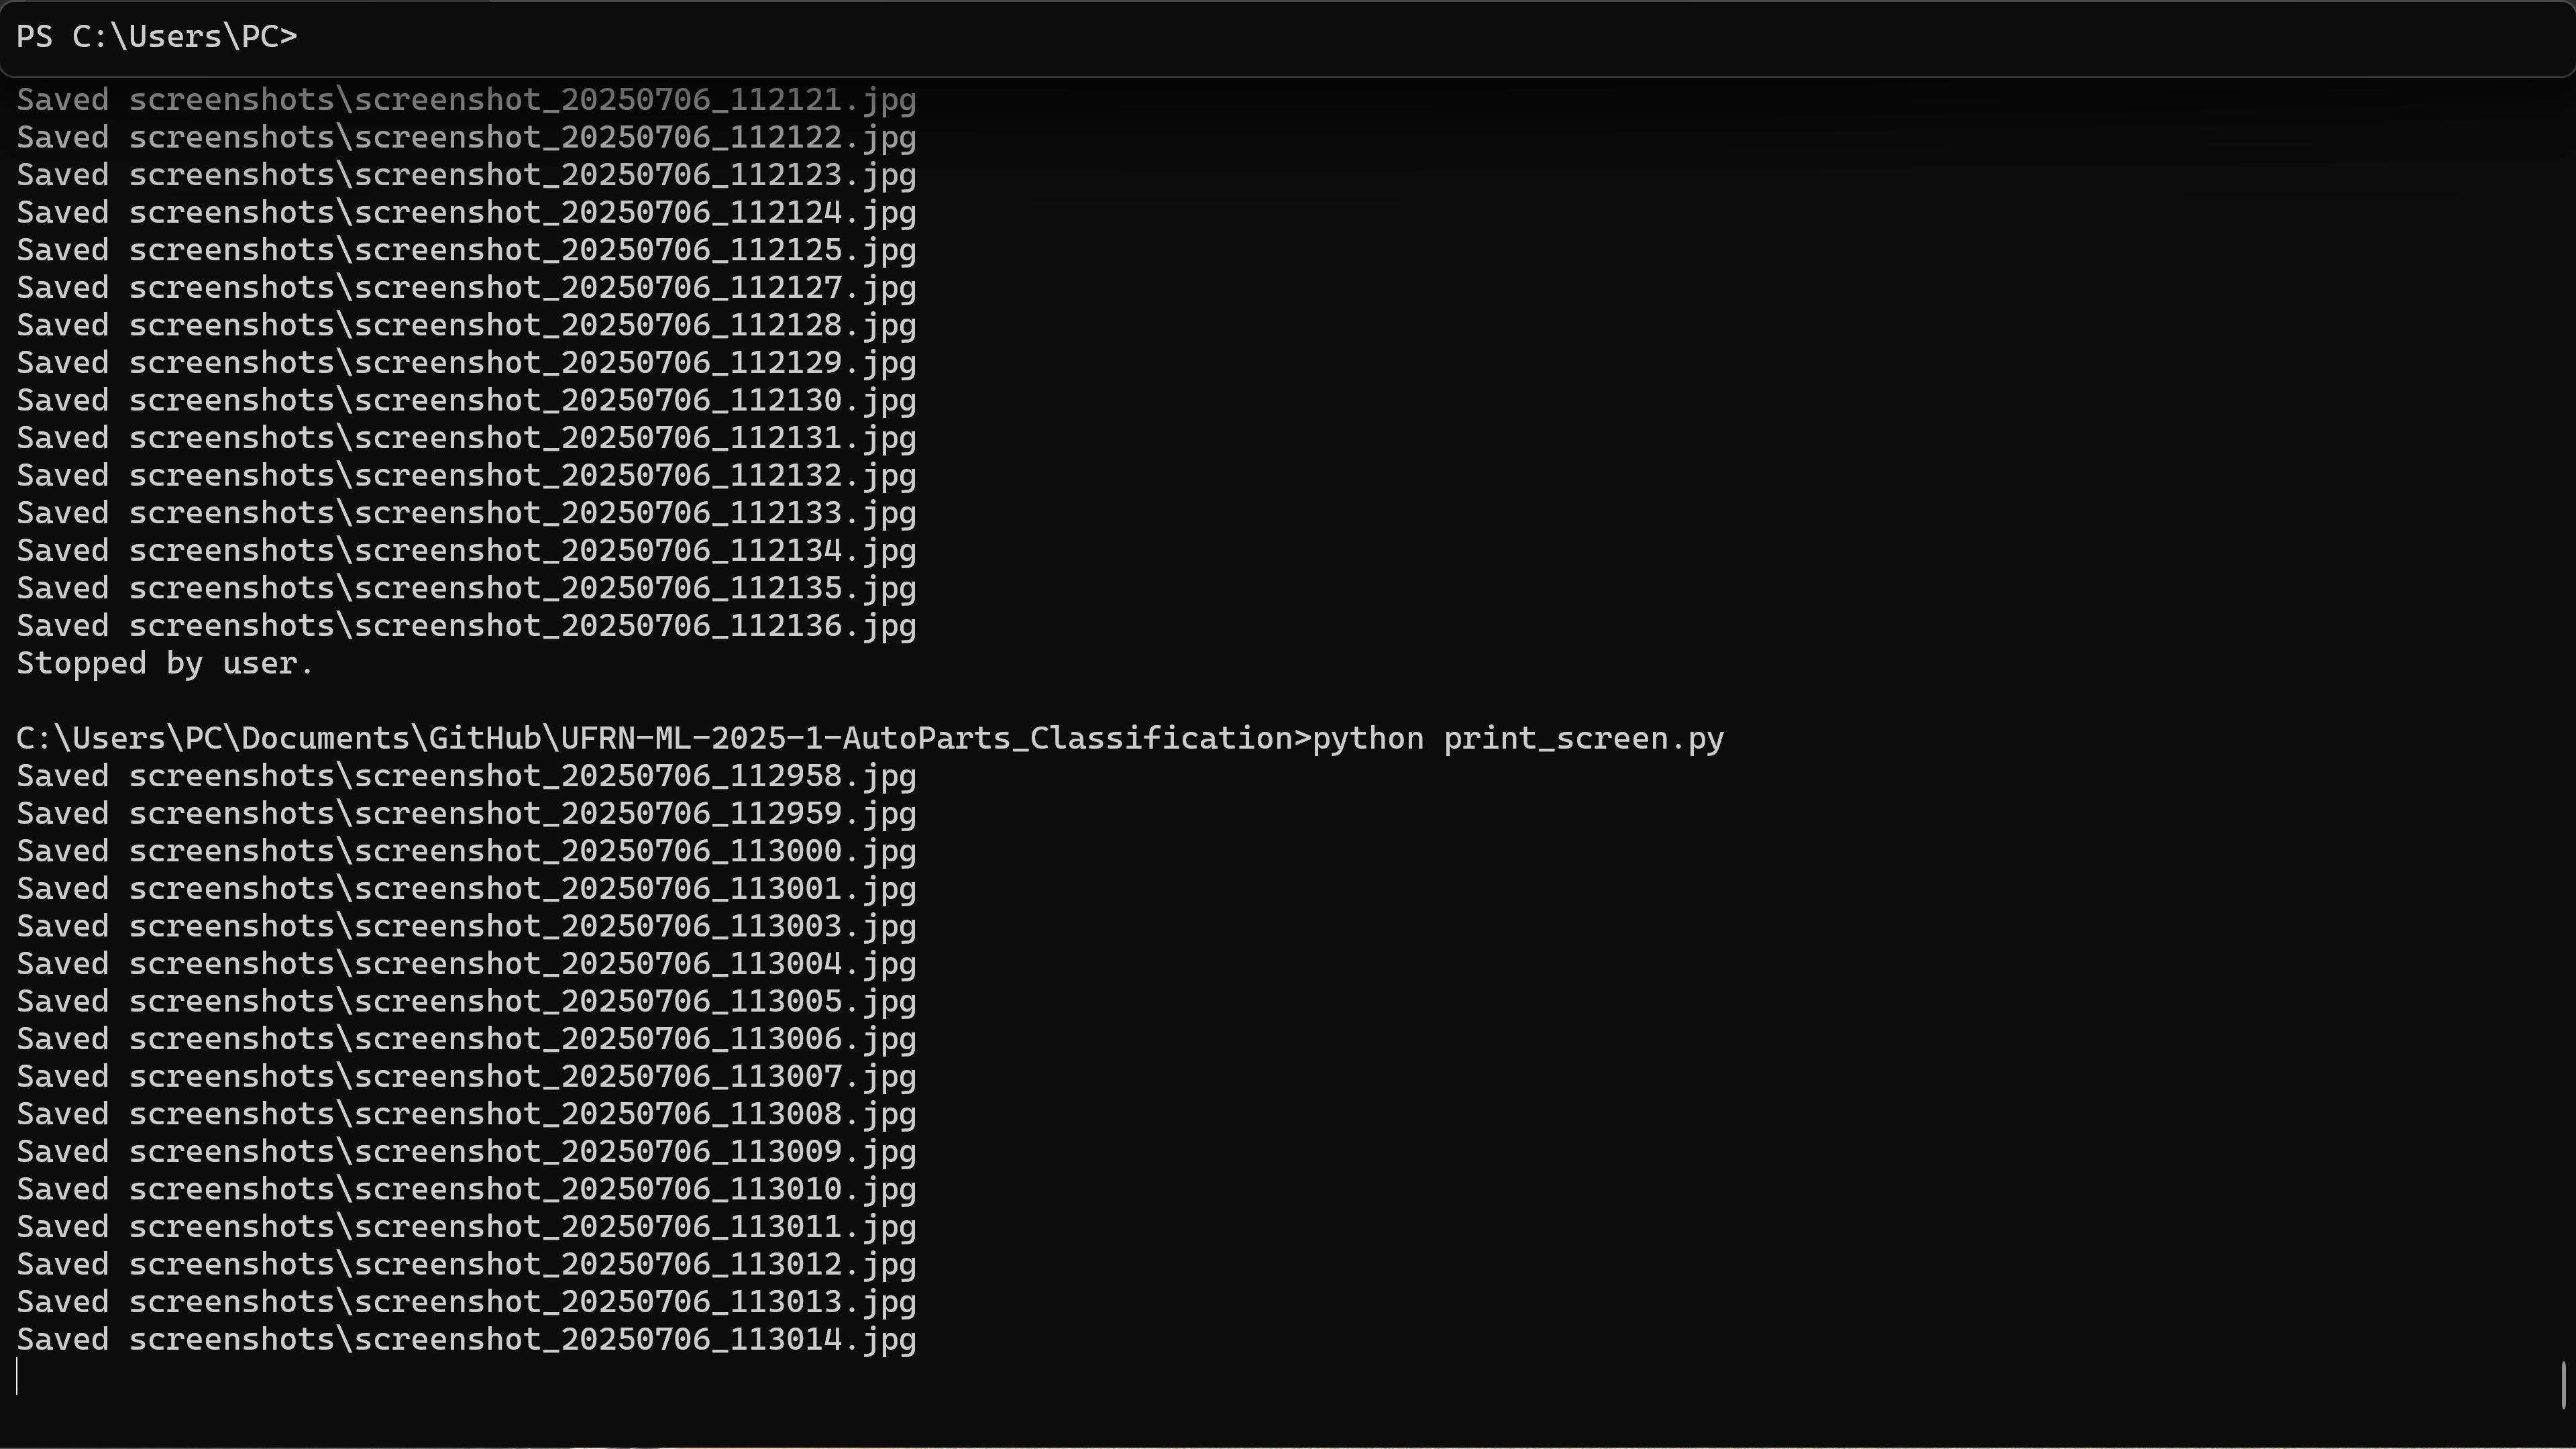 PS C:\Users\PC>
Saved screenshots\screenshot_20250706_112121.jpg
Saved screenshots\screenshot_20250706_112122.jpg
Saved screenshots\screenshot_20250706_112123.jpg
Saved screenshots\screenshot_20250706_112124.jpg
Saved screenshots\screenshot_20250706_112125.jpg
Saved screenshots\screenshot_20250706_112127.jpg
Saved screenshots\screenshot_20250706_112128.jpg
Saved screenshots\screenshot_20250706_112129.jpg
Saved screenshots\screenshot_20250706_112130.jpg
Saved screenshots\screenshot_20250706_112131.jpg
Saved screenshots\screenshot_20250706_112132.jpg
Saved screenshots\screenshot_20250706_112133.jpg
Saved screenshots\screenshot_20250706_112134.jpg
Saved screenshots\screenshot_20250706_112135.jpg
Saved screenshots\screenshot_20250706_112136.jpg
Stopped by user.
C:\Users\PC\Documents\GitHub\UFRN-ML-2025-1-AutoParts_Classification>python print_screen.py
Saved screenshots\screenshot_20250706_112958.jpg
Saved screenshots\screenshot_20250706_112959.jpg
Saved screenshots\screenshot_20250706_113000.jpg
Saved screenshots\screenshot_20250706_113001.jpg
Saved screenshots\screenshot_20250706_113003.jpg
Saved screenshots\screenshot_20250706_113004.jpg
Saved screenshots\screenshot_20250706_113005.jpg
Saved screenshots\screenshot_20250706_113006.jpg
Saved screenshots\screenshot_20250706_113007.jpg
Saved screenshots\screenshot_20250706_113008.jpg
Saved screenshots\screenshot_20250706_113009.jpg
Saved screenshots\screenshot_20250706_113010.jpg
Saved screenshots\screenshot_20250706_113011.jpg
Saved screenshots\screenshot_20250706_113012.jpg
Saved screenshots\screenshot_20250706_113013.jpg
Saved screenshots\screenshot_20250706_113014.jpg